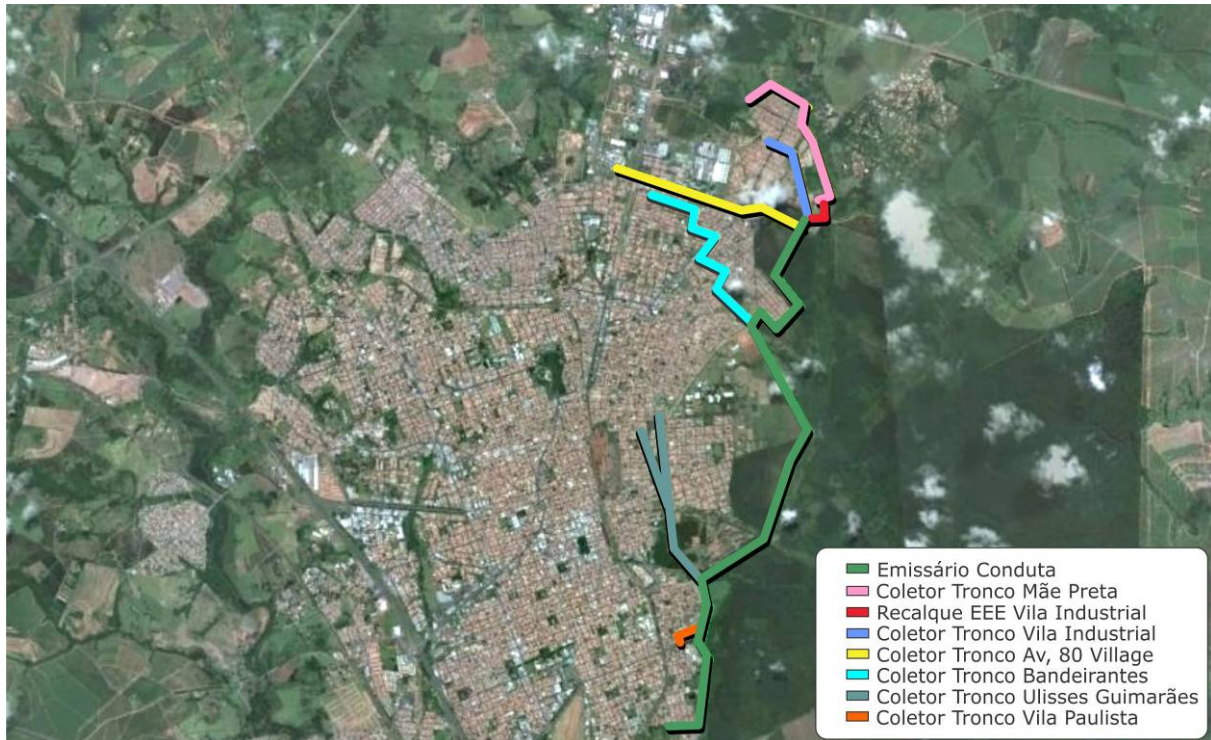 Emissário Conduta
Coletor Tronco Mãe Preta
Recalque EEE Vila Industrial
Coletor Tronco Vila Industrial
Coletor Tronco Av, 80 Village
Coletor Tronco Bandeirantes
Coletor Tronco Ulisses Guimarães
Coletor Tronco Vila Paulista